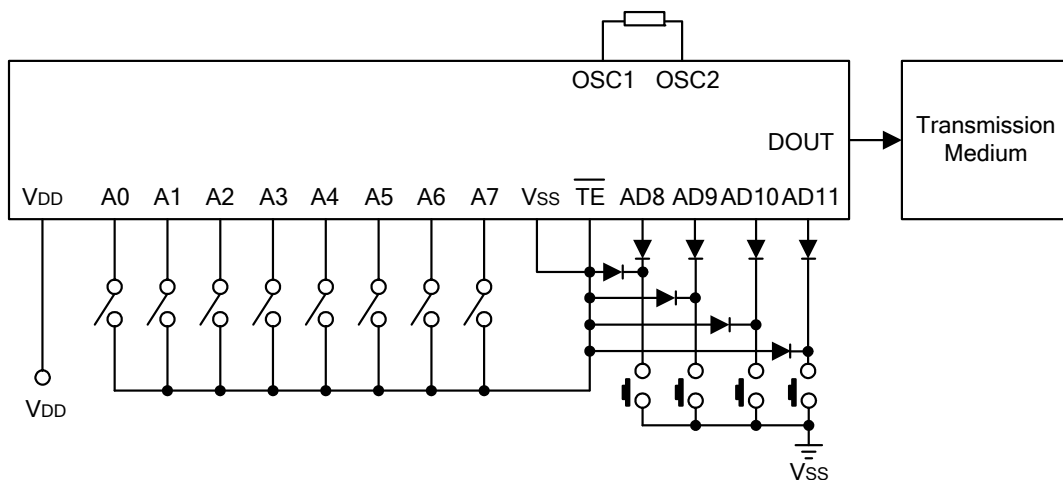 OSC1 OSC2
DOUT
Transmission
Medium
VDD A0 A1 A2 A3 A4 A5 A6 A7 VSS TE AD8 AD9 AD10 AD11
VDD
VSS